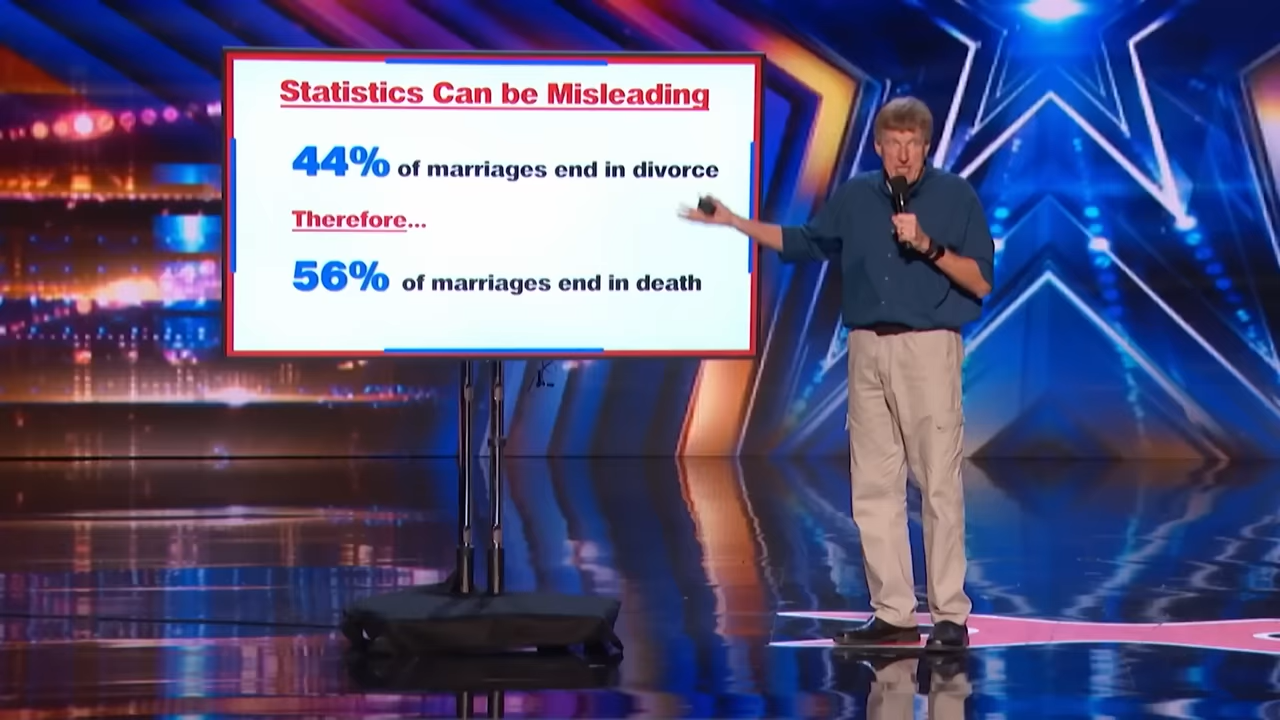 Statistics Can be Misleading
44% of marriages end in divorce
Therefore...
56% of marriages end in death